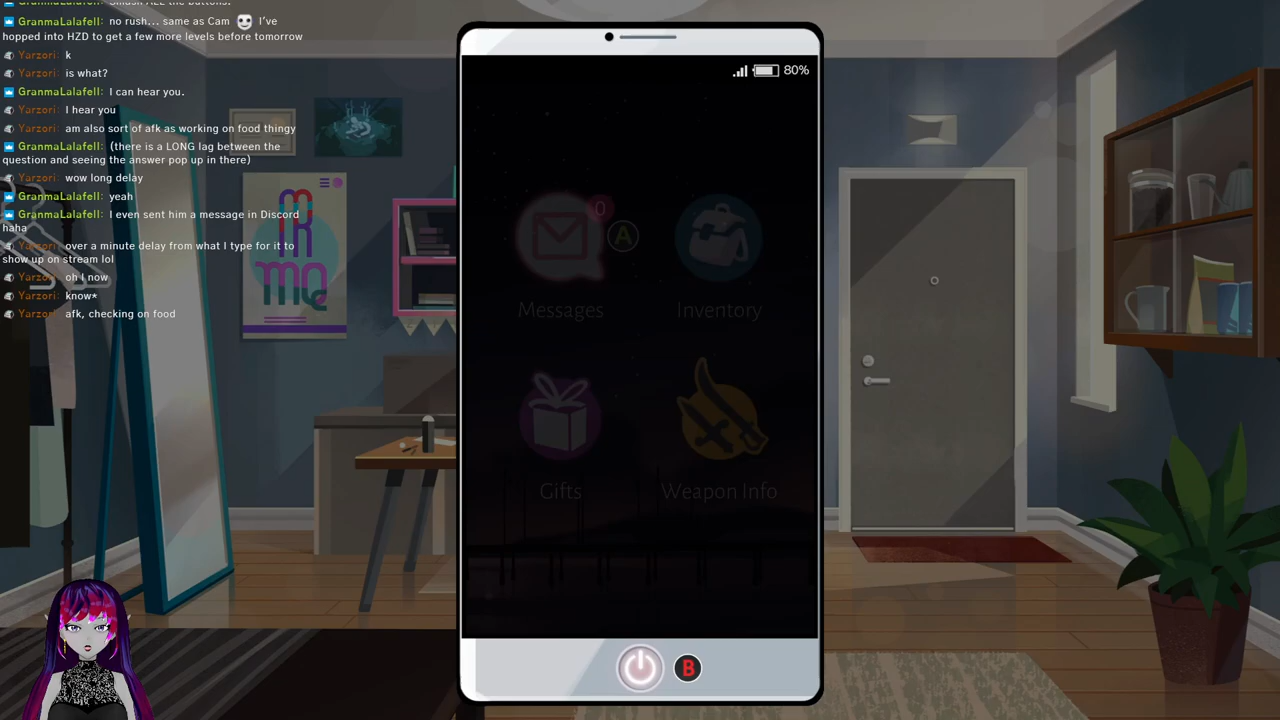 GranmaLalafell: no rush... same as Cam I've
hopped into HZD to get a few more levels before tomorrow
Yarzori: k
Yarzori: is what?
GranmaLalafell: I can hear you.
Yarzori: I hear you
Yarzori: am also sort of afk as working on food thingy
GranmaLalafell: (there is a LONG lag between the
question and seeing the answer pop up in there)
Yarzori: wow long delay
GranmaLalafell: yeah
GranmaLalafell: I even sent him a message in Discord
haha
Yarzori: over a minute delay from what I type for it to
show up on stream lol
Yarzori: oh I now
Yarzori: know*
Yarzori: afk, checking on food
80%
0
A
Messages
Inventory
Gifts
Weapon Info
B